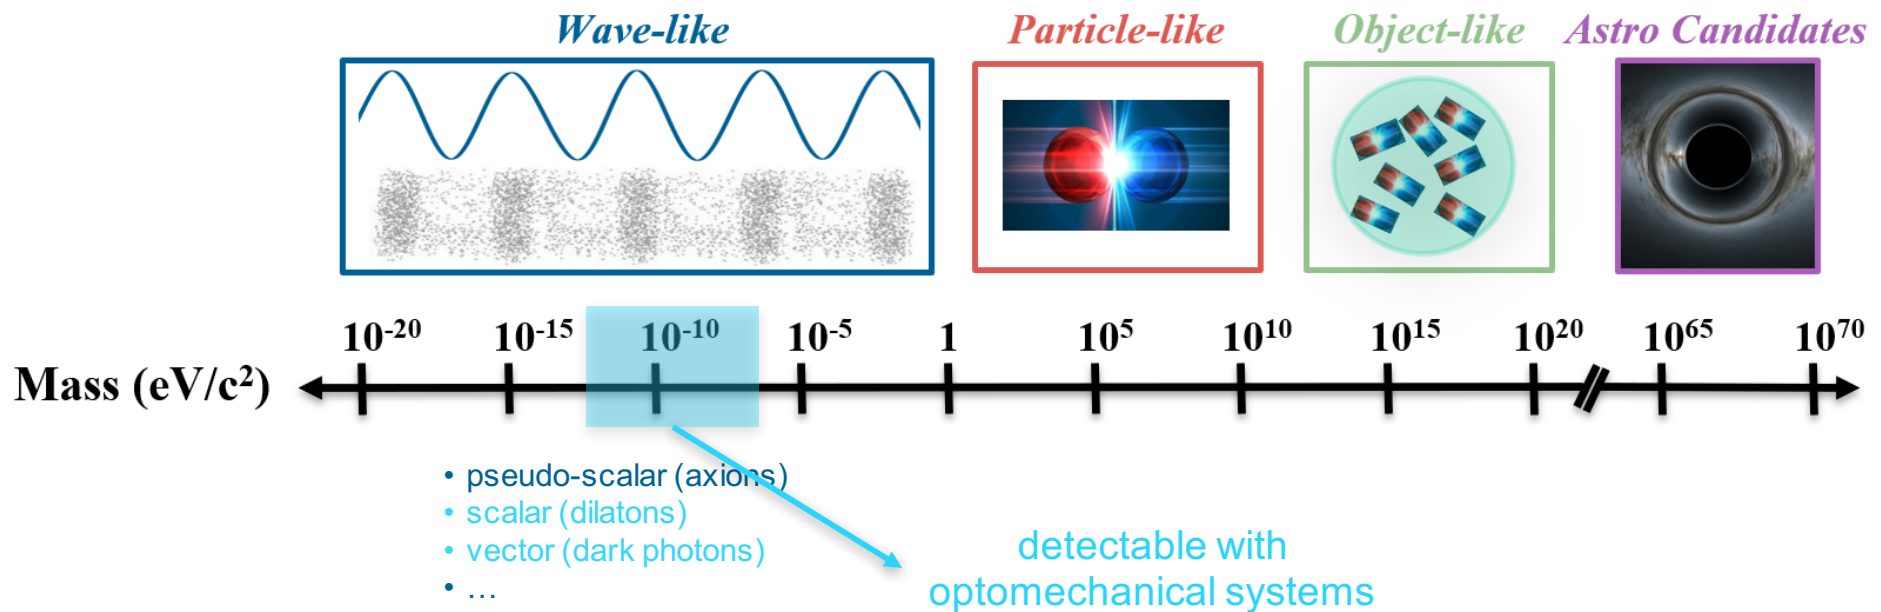 Wave-like Particle-like Object-like Astro Candidates
10⁻²⁰ 10⁻¹⁵ 10⁻¹⁰ 10⁻⁵ 1 10⁵ 10¹⁰ 10¹⁵ 10²⁰ 10⁶⁵ 10⁷⁰
Mass (eV/c²)
• pseudo-scalar (axions)
• scalar (dilatons)
• vector (dark photons)
• ...
detectable with
optomechanical systems